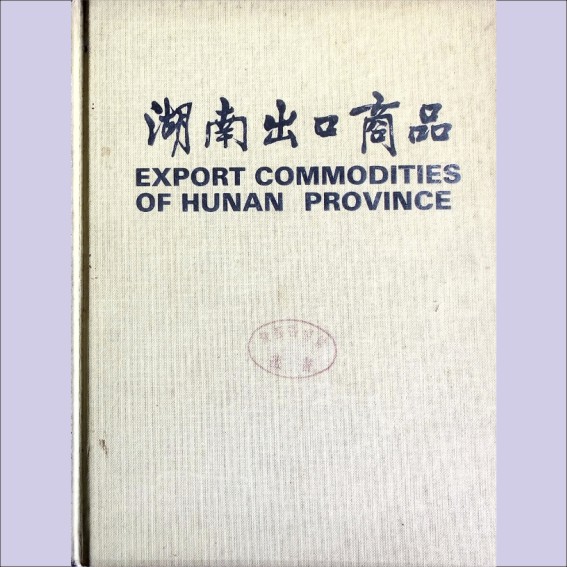 湖南出口商品
EXPORT COMMODITIES
OF HUNAN PROVINCE